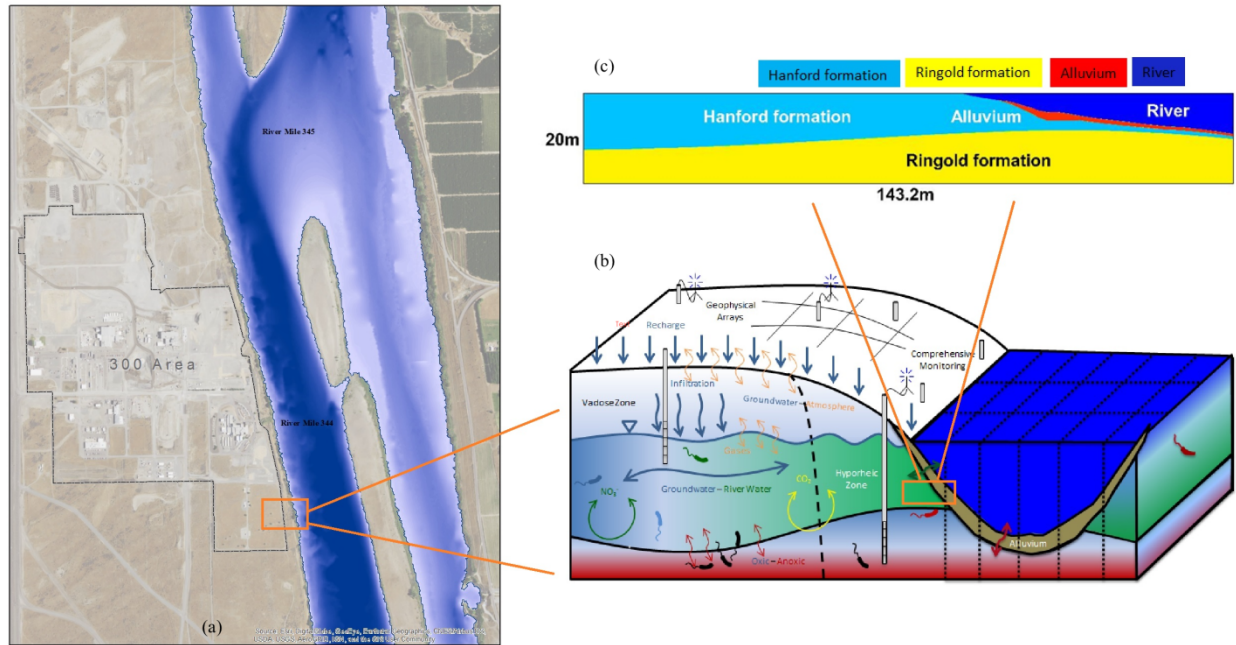 River Mile 345
300 Area
River Mile 344
(a)
(c)
Hanford formation
Ringold formation
Alluvium
River
Hanford formation
Alluvium
River
20m
Ringold formation
143.2m
(b)
Geophysical
Arrays
Recharge
Comprehensive
Monitoring
Infiltration
Groundwater – Atmosphere
Vadose Zone
Hyporheic
Zone
CO₂
Groundwater – River Water
NO₃⁻
Alluvium
Oxic – Anoxic